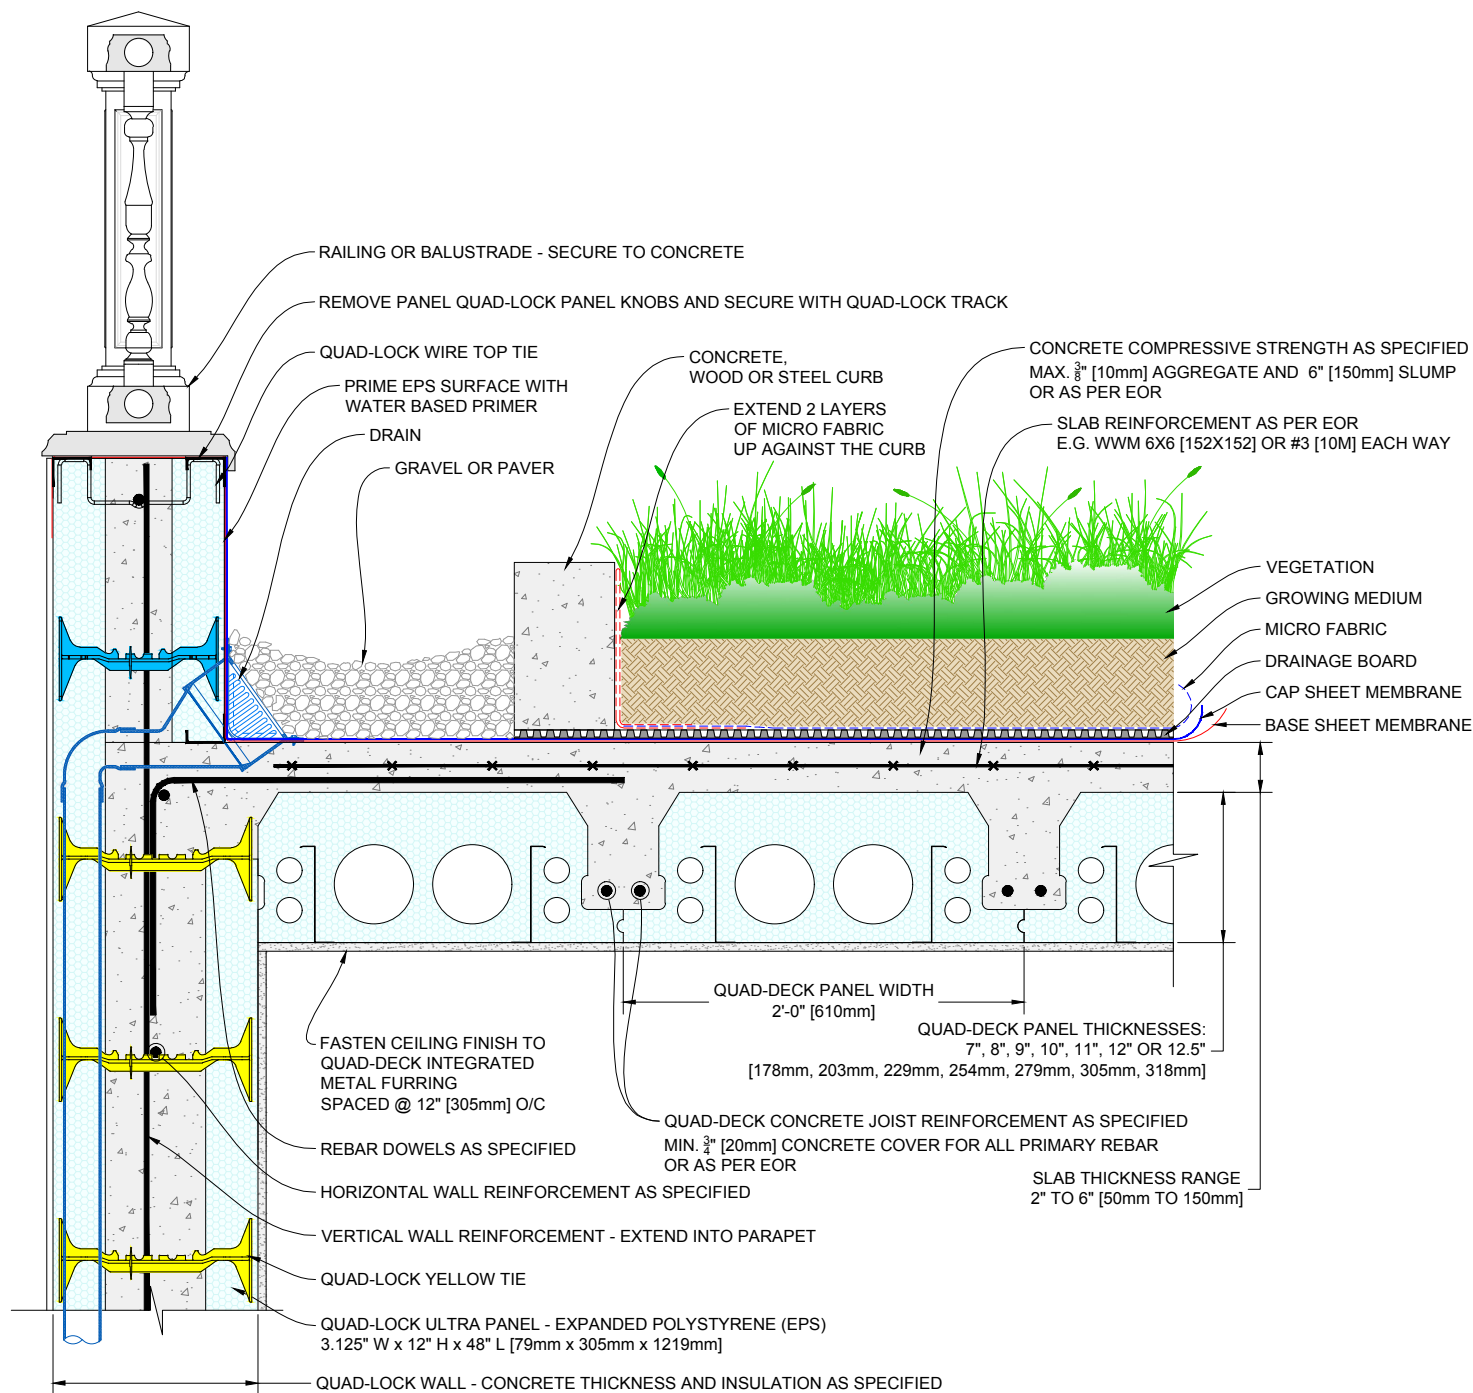 RAILING OR BALUSTRADE - SECURE TO CONCRETE
REMOVE PANEL QUAD-LOCK PANEL KNOBS AND SECURE WITH QUAD-LOCK TRACK
QUAD-LOCK WIRE TOP TIE
PRIME EPS SURFACE WITH
WATER BASED PRIMER
DRAIN
GRAVEL OR PAVER
CONCRETE,
WOOD OR STEEL CURB
EXTEND 2 LAYERS
OF MICRO FABRIC
UP AGAINST THE CURB
CONCRETE COMPRESSIVE STRENGTH AS SPECIFIED
MAX. 3/8" [10mm] AGGREGATE AND 6" [150mm] SLUMP
OR AS PER EOR
SLAB REINFORCEMENT AS PER EOR
E.G. WWM 6X6 [152X152] OR #3 [10M] EACH WAY
VEGETATION
GROWING MEDIUM
MICRO FABRIC
DRAINAGE BOARD
CAP SHEET MEMBRANE
BASE SHEET MEMBRANE
QUAD-DECK PANEL WIDTH
2'-0" [610mm]
QUAD-DECK PANEL THICKNESSES:
7", 8", 9", 10", 11", 12" OR 12.5"
[178mm, 203mm, 229mm, 254mm, 279mm, 305mm, 318mm]
FASTEN CEILING FINISH TO
QUAD-DECK INTEGRATED
METAL FURRING
SPACED @ 12" [305mm] O/C
QUAD-DECK CONCRETE JOIST REINFORCEMENT AS SPECIFIED
MIN. 3/4" [20mm] CONCRETE COVER FOR ALL PRIMARY REBAR
OR AS PER EOR
SLAB THICKNESS RANGE
2" TO 6" [50mm TO 150mm]
REBAR DOWELS AS SPECIFIED
HORIZONTAL WALL REINFORCEMENT AS SPECIFIED
VERTICAL WALL REINFORCEMENT - EXTEND INTO PARAPET
QUAD-LOCK YELLOW TIE
QUAD-LOCK ULTRA PANEL - EXPANDED POLYSTYRENE (EPS)
3.125" W x 12" H x 48" L [79mm x 305mm x 1219mm]
QUAD-LOCK WALL - CONCRETE THICKNESS AND INSULATION AS SPECIFIED